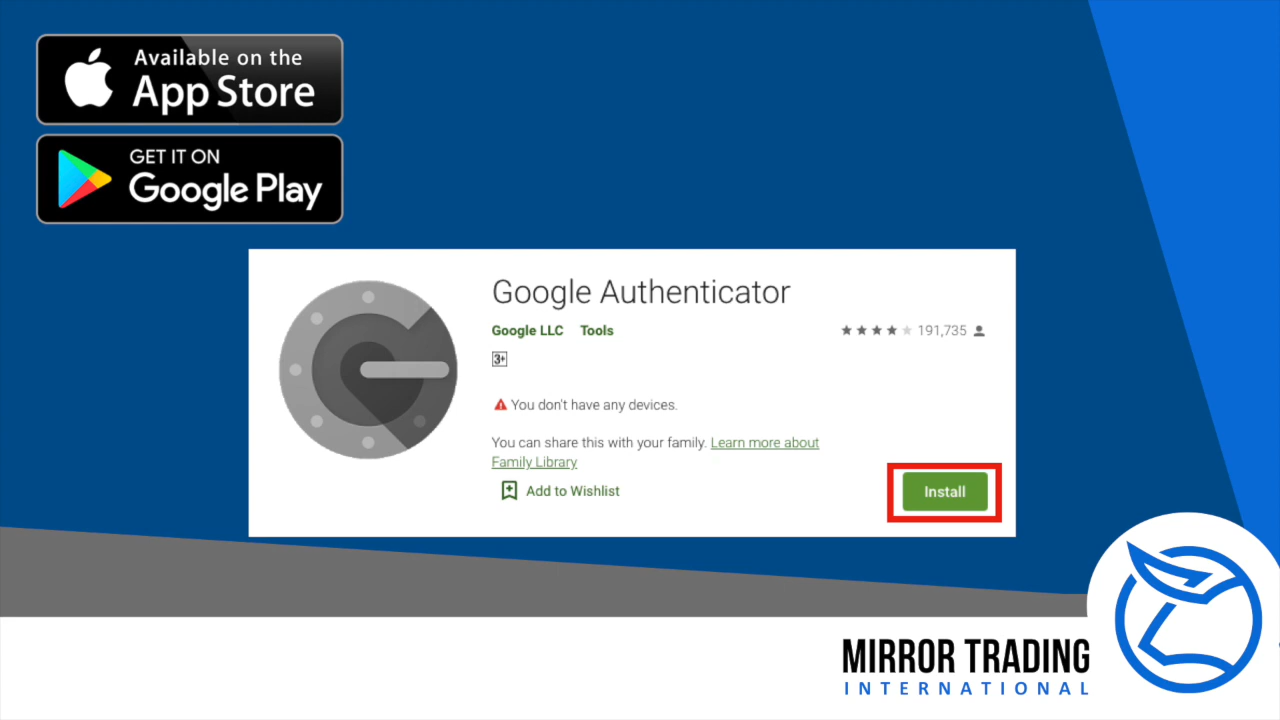 Available on the
App Store
GET IT ON
Google Play
Google Authenticator
Google LLC Tools
191,735
3+
You don't have any devices.
You can share this with your family. Learn more about
Family Library
Add to Wishlist
Install
MIRROR TRADING
INTERNATIONAL